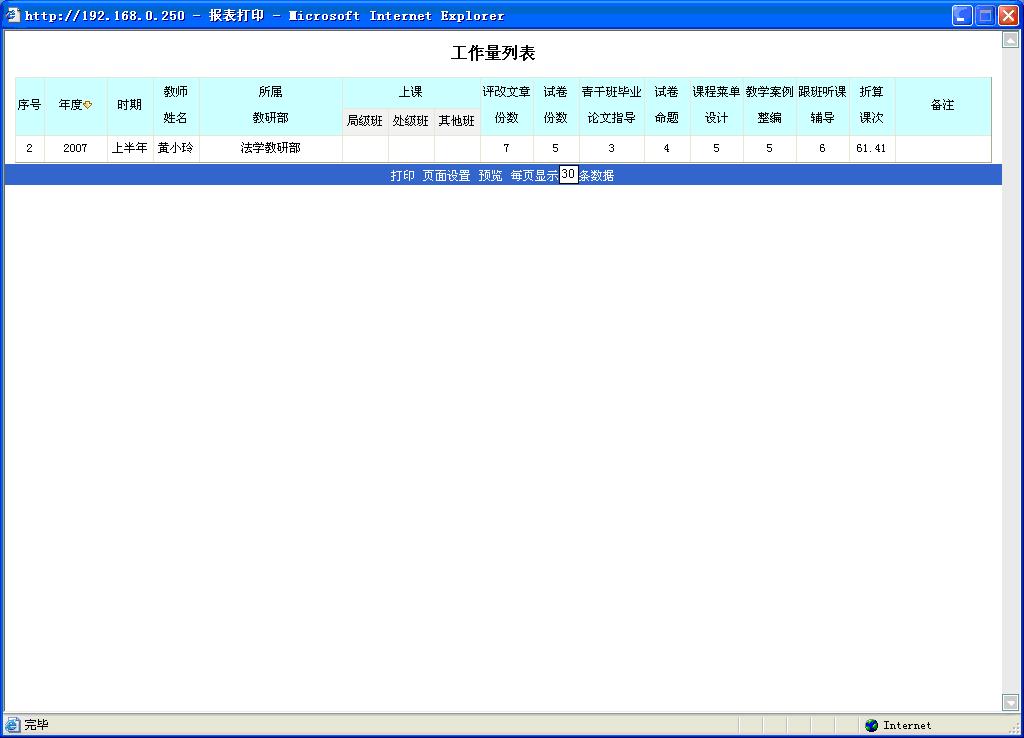 http://192.168.0.250 - 报表打印 - Microsoft Internet Explorer
工作量列表
序号 年度 时期 教师姓名 所属教研部 上课 评改文章份数 试卷份数 青干班毕业论文指导 试卷命题 课程菜单设计 教学案例整编 跟班听课辅导 折算课次 备注
局级班 处级班 其他班
2 2007 上半年 黄小玲 法学教研部 7 5 3 4 5 5 6 61.41
打印 页面设置 预览 每页显示30条数据
完毕 Internet